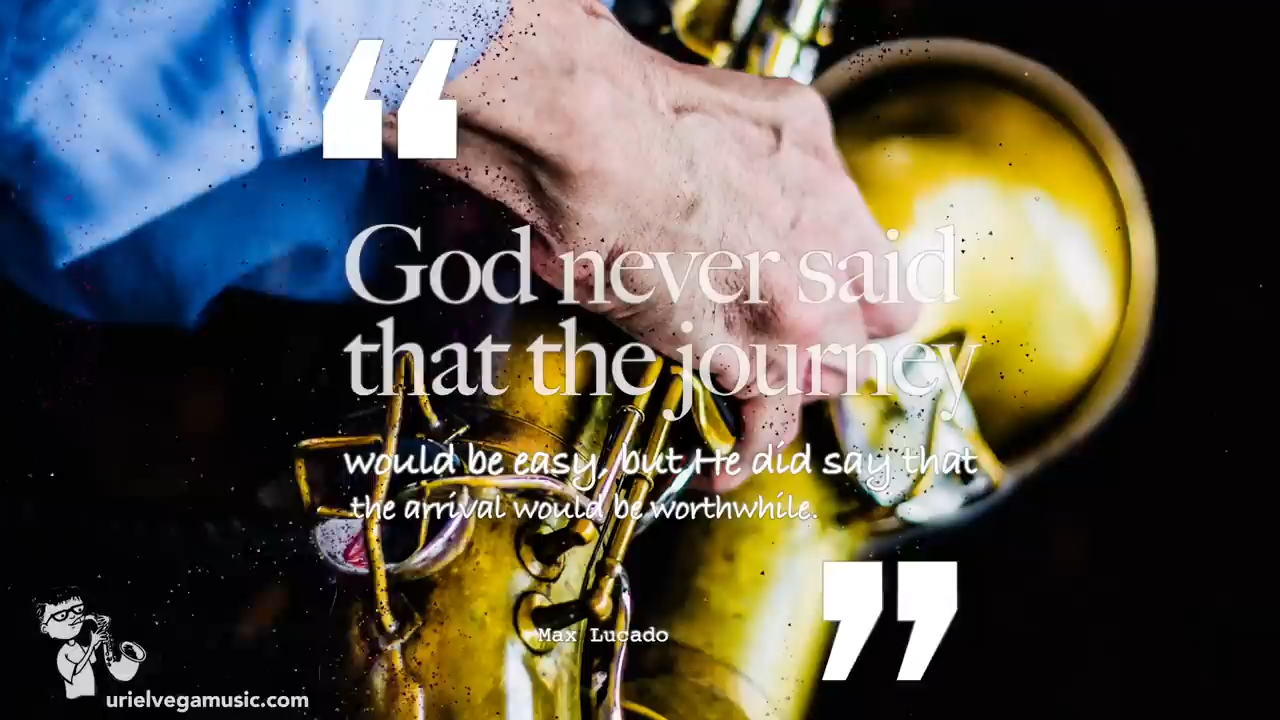 “
God never said
that the journey
would be easy, but He did say that
the arrival would be worthwhile.
”
Max Lucado
urielvegamusic.com